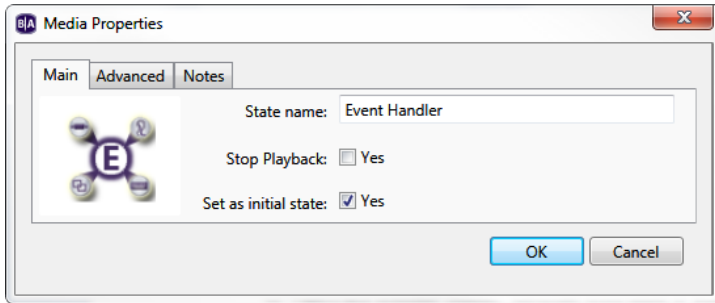 B|A Media Properties
Main Advanced Notes
State name: Event Handler
E
Stop Playback: Yes
Set as initial state: Yes
OK Cancel